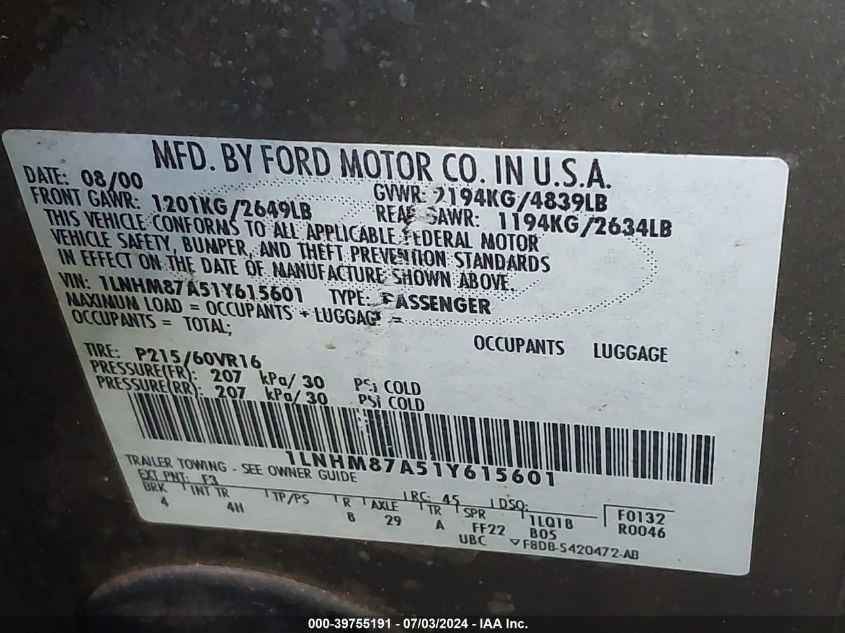 MFD. BY FORD MOTOR CO. IN U.S.A.
DATE: 08/00 GVWR: 2194KG/4839LB
FRONT GAWR: 1201KG/2649LB REAR GAWR: 1194KG/2634LB
THIS VEHICLE CONFORMS TO ALL APPLICABLE FEDERAL MOTOR
VEHICLE SAFETY, BUMPER, AND THEFT PREVENTION STANDARDS
IN EFFECT ON THE DATE OF MANUFACTURE SHOWN ABOVE.
VIN: 1LNHM87A51Y615601 TYPE: PASSENGER
MAXIMUM LOAD = OCCUPANTS + LUGGAGE =
OCCUPANTS = TOTAL; OCCUPANTS LUGGAGE
TIRE: P215/60VR16
PRESSURE(FR): 207 kPa/ 30 PSi COLD
PRESSURE(RR): 207 kPa/ 30 PSi COLD
1LNHM87A51Y615601
TRAILER TOWING - SEE OWNER GUIDE
EXT PNT: F3 RC: 45 DSO: F0132
BRK INT TR TP/PS R AXLE TR SPR 1LQ1B R0046
4 4H B 29 A FF22 B05
UBC ▽F8DB-5420472-AB
000-39755191 - 07/03/2024 - IAA Inc.